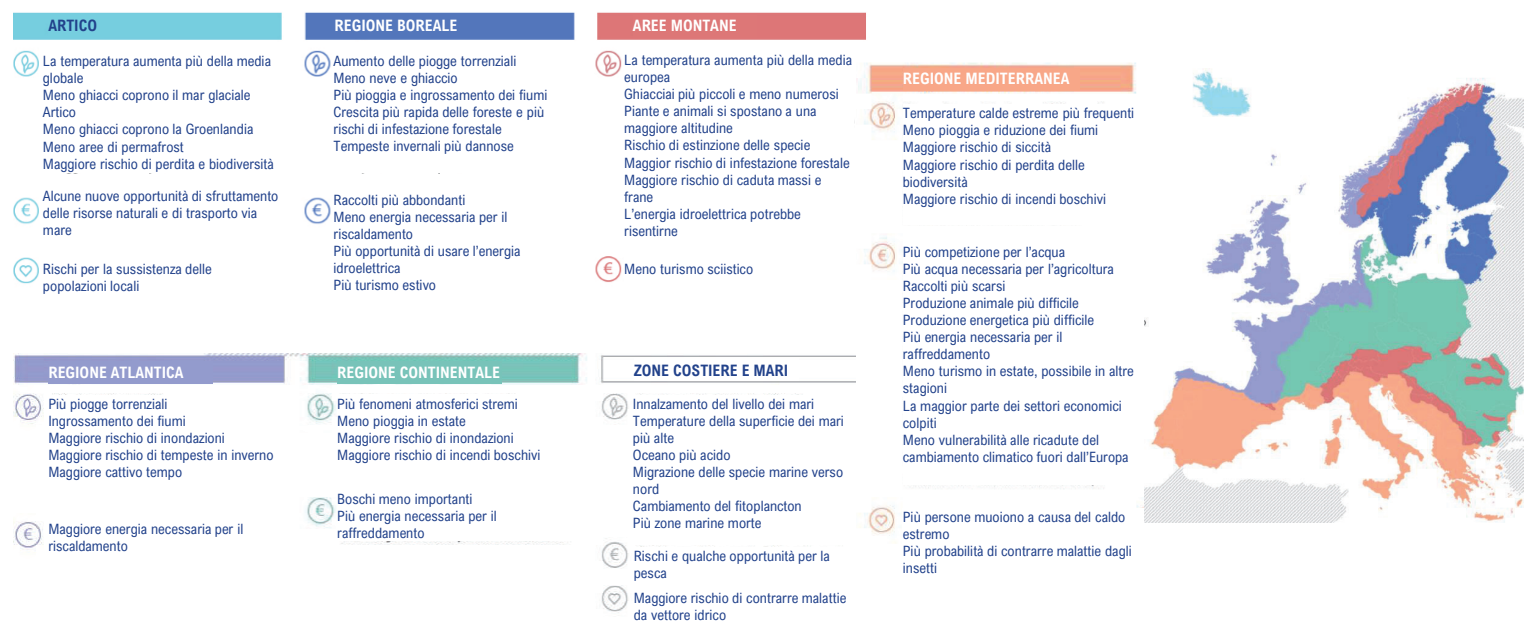 ARTICO
La temperatura aumenta più della media
globale
Meno ghiacci coprono il mar glaciale
Artico
Meno ghiacci coprono la Groenlandia
Meno aree di permafrost
Maggiore rischio di perdita e biodiversità
€
Alcune nuove opportunità di sfruttamento
delle risorse naturali e di trasporto via
mare
Rischi per la sussistenza delle
popolazioni locali
REGIONE BOREALE
Aumento delle piogge torrenziali
Meno neve e ghiaccio
Più pioggia e ingrossamento dei fiumi
Crescita più rapida delle foreste e più
rischi di infestazione forestale
Tempeste invernali più dannose
€
Raccolti più abbondanti
Meno energia necessaria per il
riscaldamento
Più opportunità di usare l'energia
idroelettrica
Più turismo estivo
AREE MONTANE
La temperatura aumenta più della media
europea
Ghiacciai più piccoli e meno numerosi
Piante e animali si spostano a una
maggiore altitudine
Rischio di estinzione delle specie
Maggior rischio di infestazione forestale
Maggiore rischio di caduta massi e
frane
L'energia idroelettrica potrebbe
risentirne
€
Meno turismo sciistico
REGIONE MEDITERRANEA
Temperature calde estreme più frequenti
Meno pioggia e riduzione dei fiumi
Maggiore rischio di siccità
Maggiore rischio di perdita delle
biodiversità
Maggiore rischio di incendi boschivi
€
Più competizione per l'acqua
Più acqua necessaria per l'agricoltura
Raccolti più scarsi
Produzione animale più difficile
Produzione energetica più difficile
Più energia necessaria per il
raffreddamento
Meno turismo in estate, possibile in altre
stagioni
La maggior parte dei settori economici
colpiti
Meno vulnerabilità alle ricadute del
cambiamento climatico fuori dall'Europa
Più persone muoiono a causa del caldo
estremo
Più probabilità di contrarre malattie dagli
insetti
REGIONE ATLANTICA
Più piogge torrenziali
Ingrossamento dei fiumi
Maggiore rischio di inondazioni
Maggiore rischio di tempeste in inverno
Maggiore cattivo tempo
€
Maggiore energia necessaria per il
riscaldamento
REGIONE CONTINENTALE
Più fenomeni atmosferici stremi
Meno pioggia in estate
Maggiore rischio di inondazioni
Maggiore rischio di incendi boschivi
€
Boschi meno importanti
Più energia necessaria per il
raffreddamento
ZONE COSTIERE E MARI
Innalzamento del livello dei mari
Temperature della superficie dei mari
più alte
Oceano più acido
Migrazione delle specie marine verso
nord
Cambiamento del fitoplancton
Più zone marine morte
€
Rischi e qualche opportunità per la
pesca
Maggiore rischio di contrarre malattie
da vettore idrico